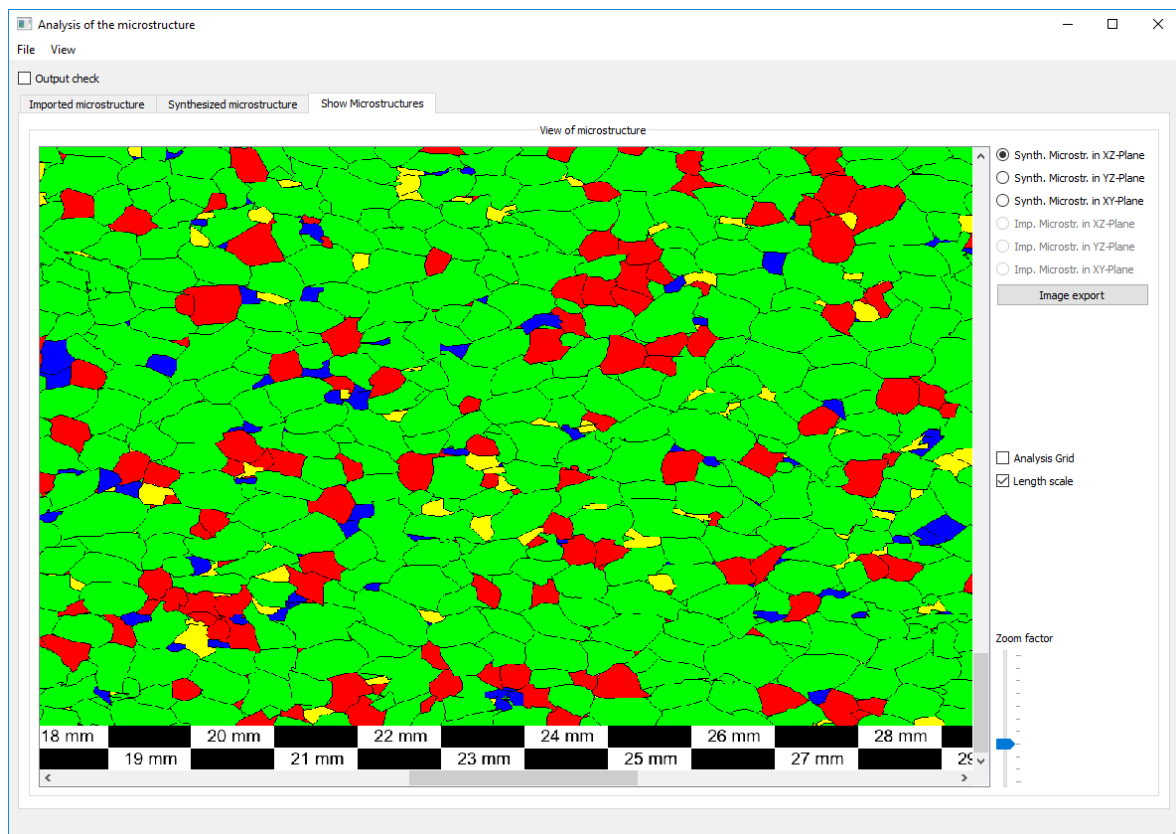 Analysis of the microstructure
File View
Output check
Imported microstructure Synthesized microstructure Show Microstructures
View of microstructure
Synth. Microstr. in XZ-Plane
Synth. Microstr. in YZ-Plane
Synth. Microstr. in XY-Plane
Imp. Microstr. in XZ-Plane
Imp. Microstr. in YZ-Plane
Imp. Microstr. in XY-Plane
Image export
Analysis Grid
Length scale
Zoom factor
18 mm 20 mm 22 mm 24 mm 26 mm 28 mm
19 mm 21 mm 23 mm 25 mm 27 mm 29